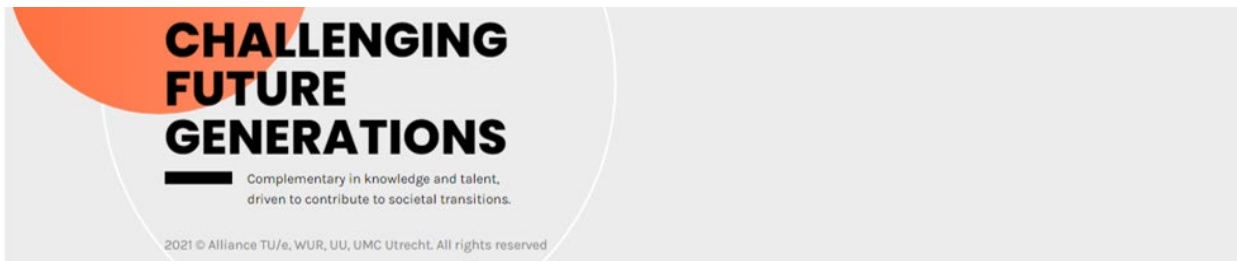 CHALLENGING
FUTURE
GENERATIONS
Complementary in knowledge and talent,
driven to contribute to societal transitions.
2021 © Alliance TU/e, WUR, UU, UMC Utrecht. All rights reserved